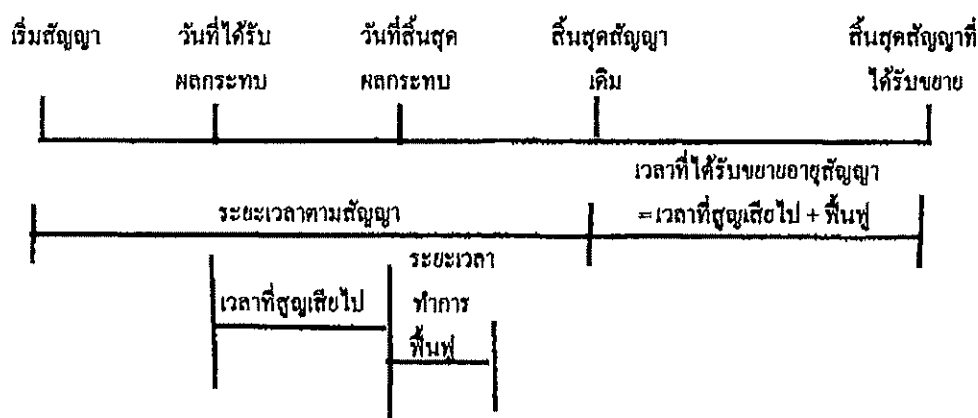 เริ่มสัญญา วันที่ได้รับ วันที่สิ้นสุด สิ้นสุดสัญญา สิ้นสุดสัญญาที่
ผลกระทบ ผลกระทบ เดิม ได้รับขยาย
เวลาที่ได้รับขยายอายุสัญญา
ระยะเวลาตามสัญญา =เวลาที่สูญเสียไป + ฟื้นฟู
ระยะเวลา
เวลาที่สูญเสียไป ทำการ
ฟื้นฟู